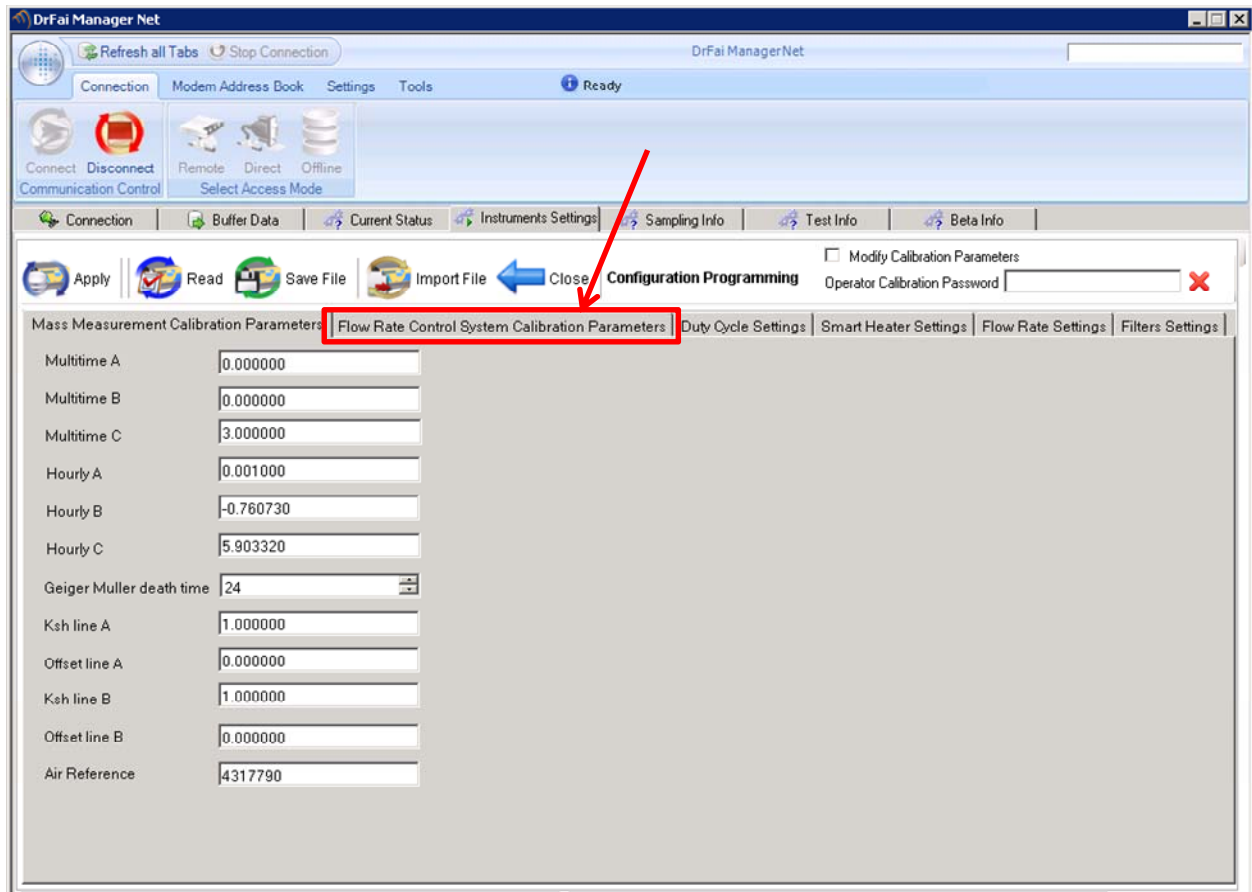 DrFai Manager Net
Refresh all Tabs Stop Connection DrFai ManagerNet
Connection Modem Address Book Settings Tools Ready
Connect Disconnect Remote Direct Offline
Communication Control Select Access Mode
Connection Buffer Data Current Status Instruments Settings Sampling Info Test Info Beta Info
Modify Calibration Parameters
Apply Read Save File Import File Close Configuration Programming
Operator Calibration Password
Mass Measurement Calibration Parameters Flow Rate Control System Calibration Parameters Duty Cycle Settings Smart Heater Settings Flow Rate Settings Filters Settings
Multitime A 0.000000
Multitime B 0.000000
Multitime C 3.000000
Hourly A 0.001000
Hourly B -0.760730
Hourly C 5.903320
Geiger Muller death time 24
Ksh line A 1.000000
Offset line A 0.000000
Ksh line B 1.000000
Offset line B 0.000000
Air Reference 4317790